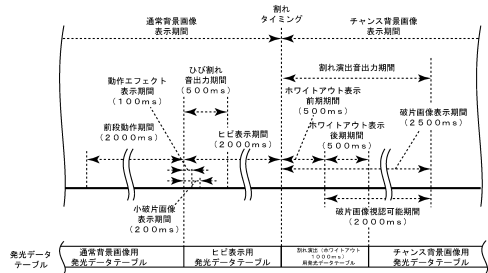 通常背景画像
表示期間
割れ
タイミング
チャンス背景画像
表示期間
動作エフェクト
表示期間
(100ms)
ひび割れ
音出力期間
(500ms)
割れ演出音出力期間
ホワイトアウト表示
前期期間
(500ms)
前段動作期間
(2000ms)
ヒビ表示期間
(2000ms)
ホワイトアウト表示
後期期間
(500ms)
破片画像表示期間
(2500ms)
小破片画像
表示期間
(200ms)
破片画像視認可能期間
(2000ms)
発光データ
テーブル
通常背景画像用
発光データテーブル
ヒビ表示用
発光データテーブル
割れ演出(ホワイトアウト
1000ms)
用発光データテーブル
チャンス背景画像用
発光データテーブル